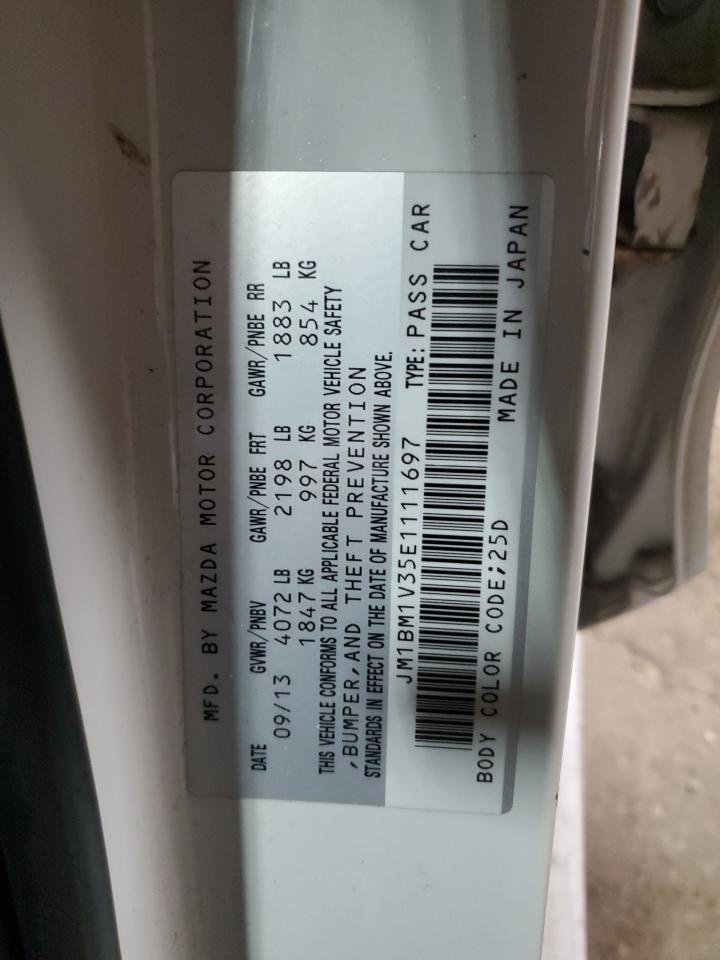 MFD. BY MAZDA MOTOR CORPORATION
DATE GVWR/PNBV GAWR/PNBE FRT GAWR/PNBE RR
09/13 4072 LB 2198 LB 1883 LB
1847 KG 997 KG 854 KG
THIS VEHICLE CONFORMS TO ALL APPLICABLE FEDERAL MOTOR VEHICLE SAFETY
,BUMPER,AND THEFT PREVENTION
STANDARDS IN EFFECT ON THE DATE OF MANUFACTURE SHOWN ABOVE.
JM1BM1V35E1111697 TYPE: PASS CAR
BODY COLOR CODE;25D MADE IN JAPAN